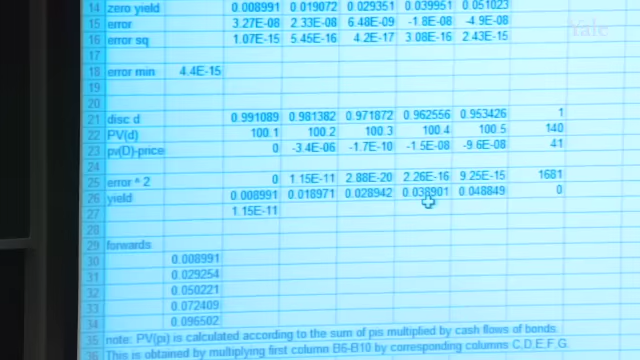 14 zero yield 0.008991 0.019072 0.029351 0.039951 0.051023
15 error 3.27E-08 2.33E-08 6.48E-09 -1.8E-08 -4.9E-08
16 error sq 1.07E-15 5.45E-16 4.2E-17 3.08E-16 2.43E-15
Yale
17
18 error min 4.4E-15
19
20
21 disc d 0.991089 0.981382 0.971872 0.962556 0.953426 1
22 PV(d) 100.1 100.2 100.3 100.4 100.5 140
23 pv(D)-price 0 -3.4E-06 -1.7E-10 -1.5E-08 -9.6E-08 41
24
25 error ^ 2 0 1.15E-11 2.88E-20 2.26E-16 9.25E-15 1681
26 yield 0.008991 0.018971 0.028942 0.038901 0.048849 0
27 1.15E-11
28
29 forwards
30 0.008991
31 0.029254
32 0.050221
33 0.072409
34 0.096502
35 note: PV(pi) is calculated according to the sum of pis multiplied by cash flows of bonds
36 This is obtained by multiplying first column B6-B10 by corresponding columns C,D,E,F,G.